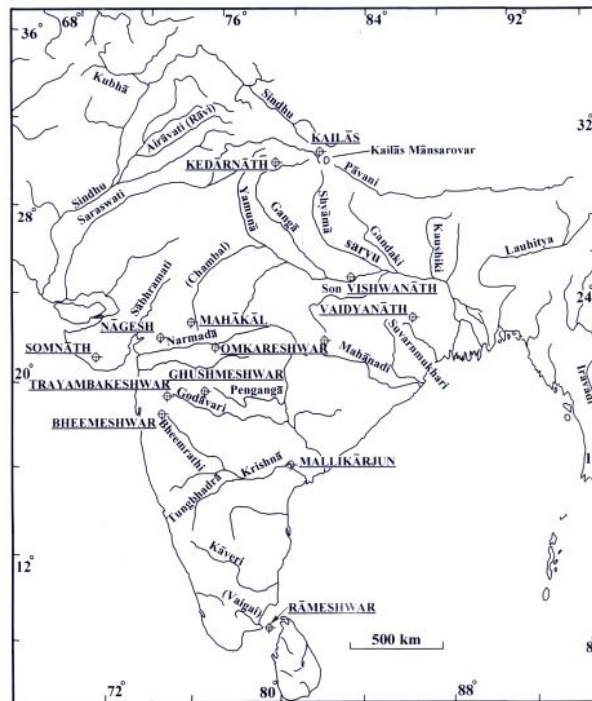 68°
76°
84°
92°
36°
Kubhā
Sindhu
Airāvati (Rāvi)
KAILĀS
32
Kailās Mānsarovar
KEDĀRNĀTH
Pāvani
Sindhu
Saraswati
28°
Yamunā
Gangā
Shyāmā
sarvu
Gandaki
Kaushiki
Lauhitya
(Chambal)
Sābhramati
Son VISHWANĀTH
24°
VAIDYANĀTH
NĀGESH
MAHĀKĀL
Narmadā
SOMNĀTH
OMKARESHWAR
Mahānadi
Suvarnmukhari
Irāvadi
20°
GHUSHMESHWAR
TRAYAMBAKESHWAR
Godāvari
Pengangā
BHEEMESHWAR
Bheemrathi
Krishnā
MALLIKĀRJUN
Tungbhadrā
12°
Kāveri
(Vaigai)
RĀMESHWAR
500 km
8
72°
80°
88°